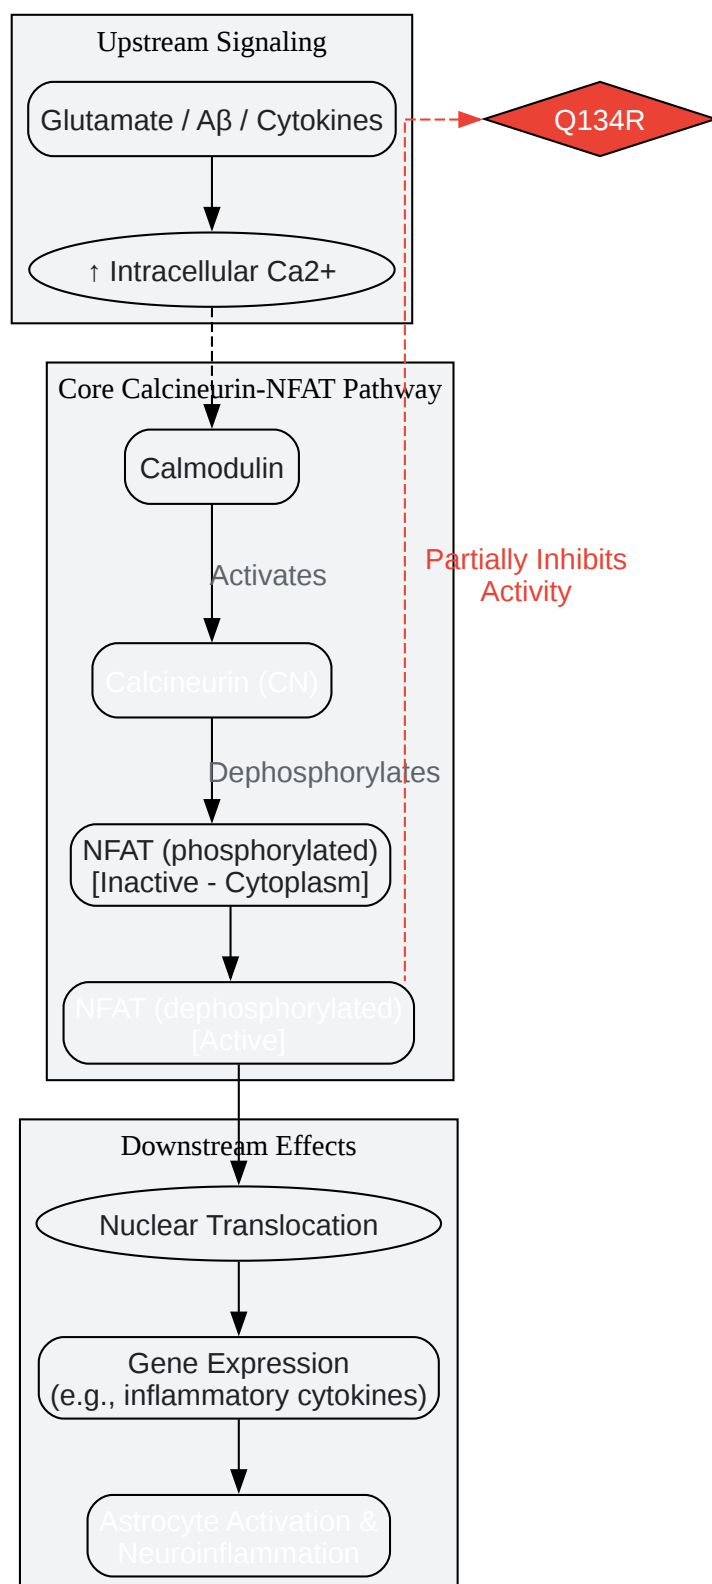 Upstream Signaling
Glutamate / Aβ / Cytokines
Q134R
↑ Intracellular Ca2+
Core Calcineurin-NFAT Pathway
Calmodulin
Partially Inhibits
Activity
Activates
Calcineurin (CN)
Dephosphorylates
NFAT (phosphorylated)
[Inactive - Cytoplasm]
NFAT (dephosphorylated)
[Active]
Downstream Effects
Nuclear Translocation
Gene Expression
(e.g., inflammatory cytokines)
Astrocyte Activation &
Neuroinflammation